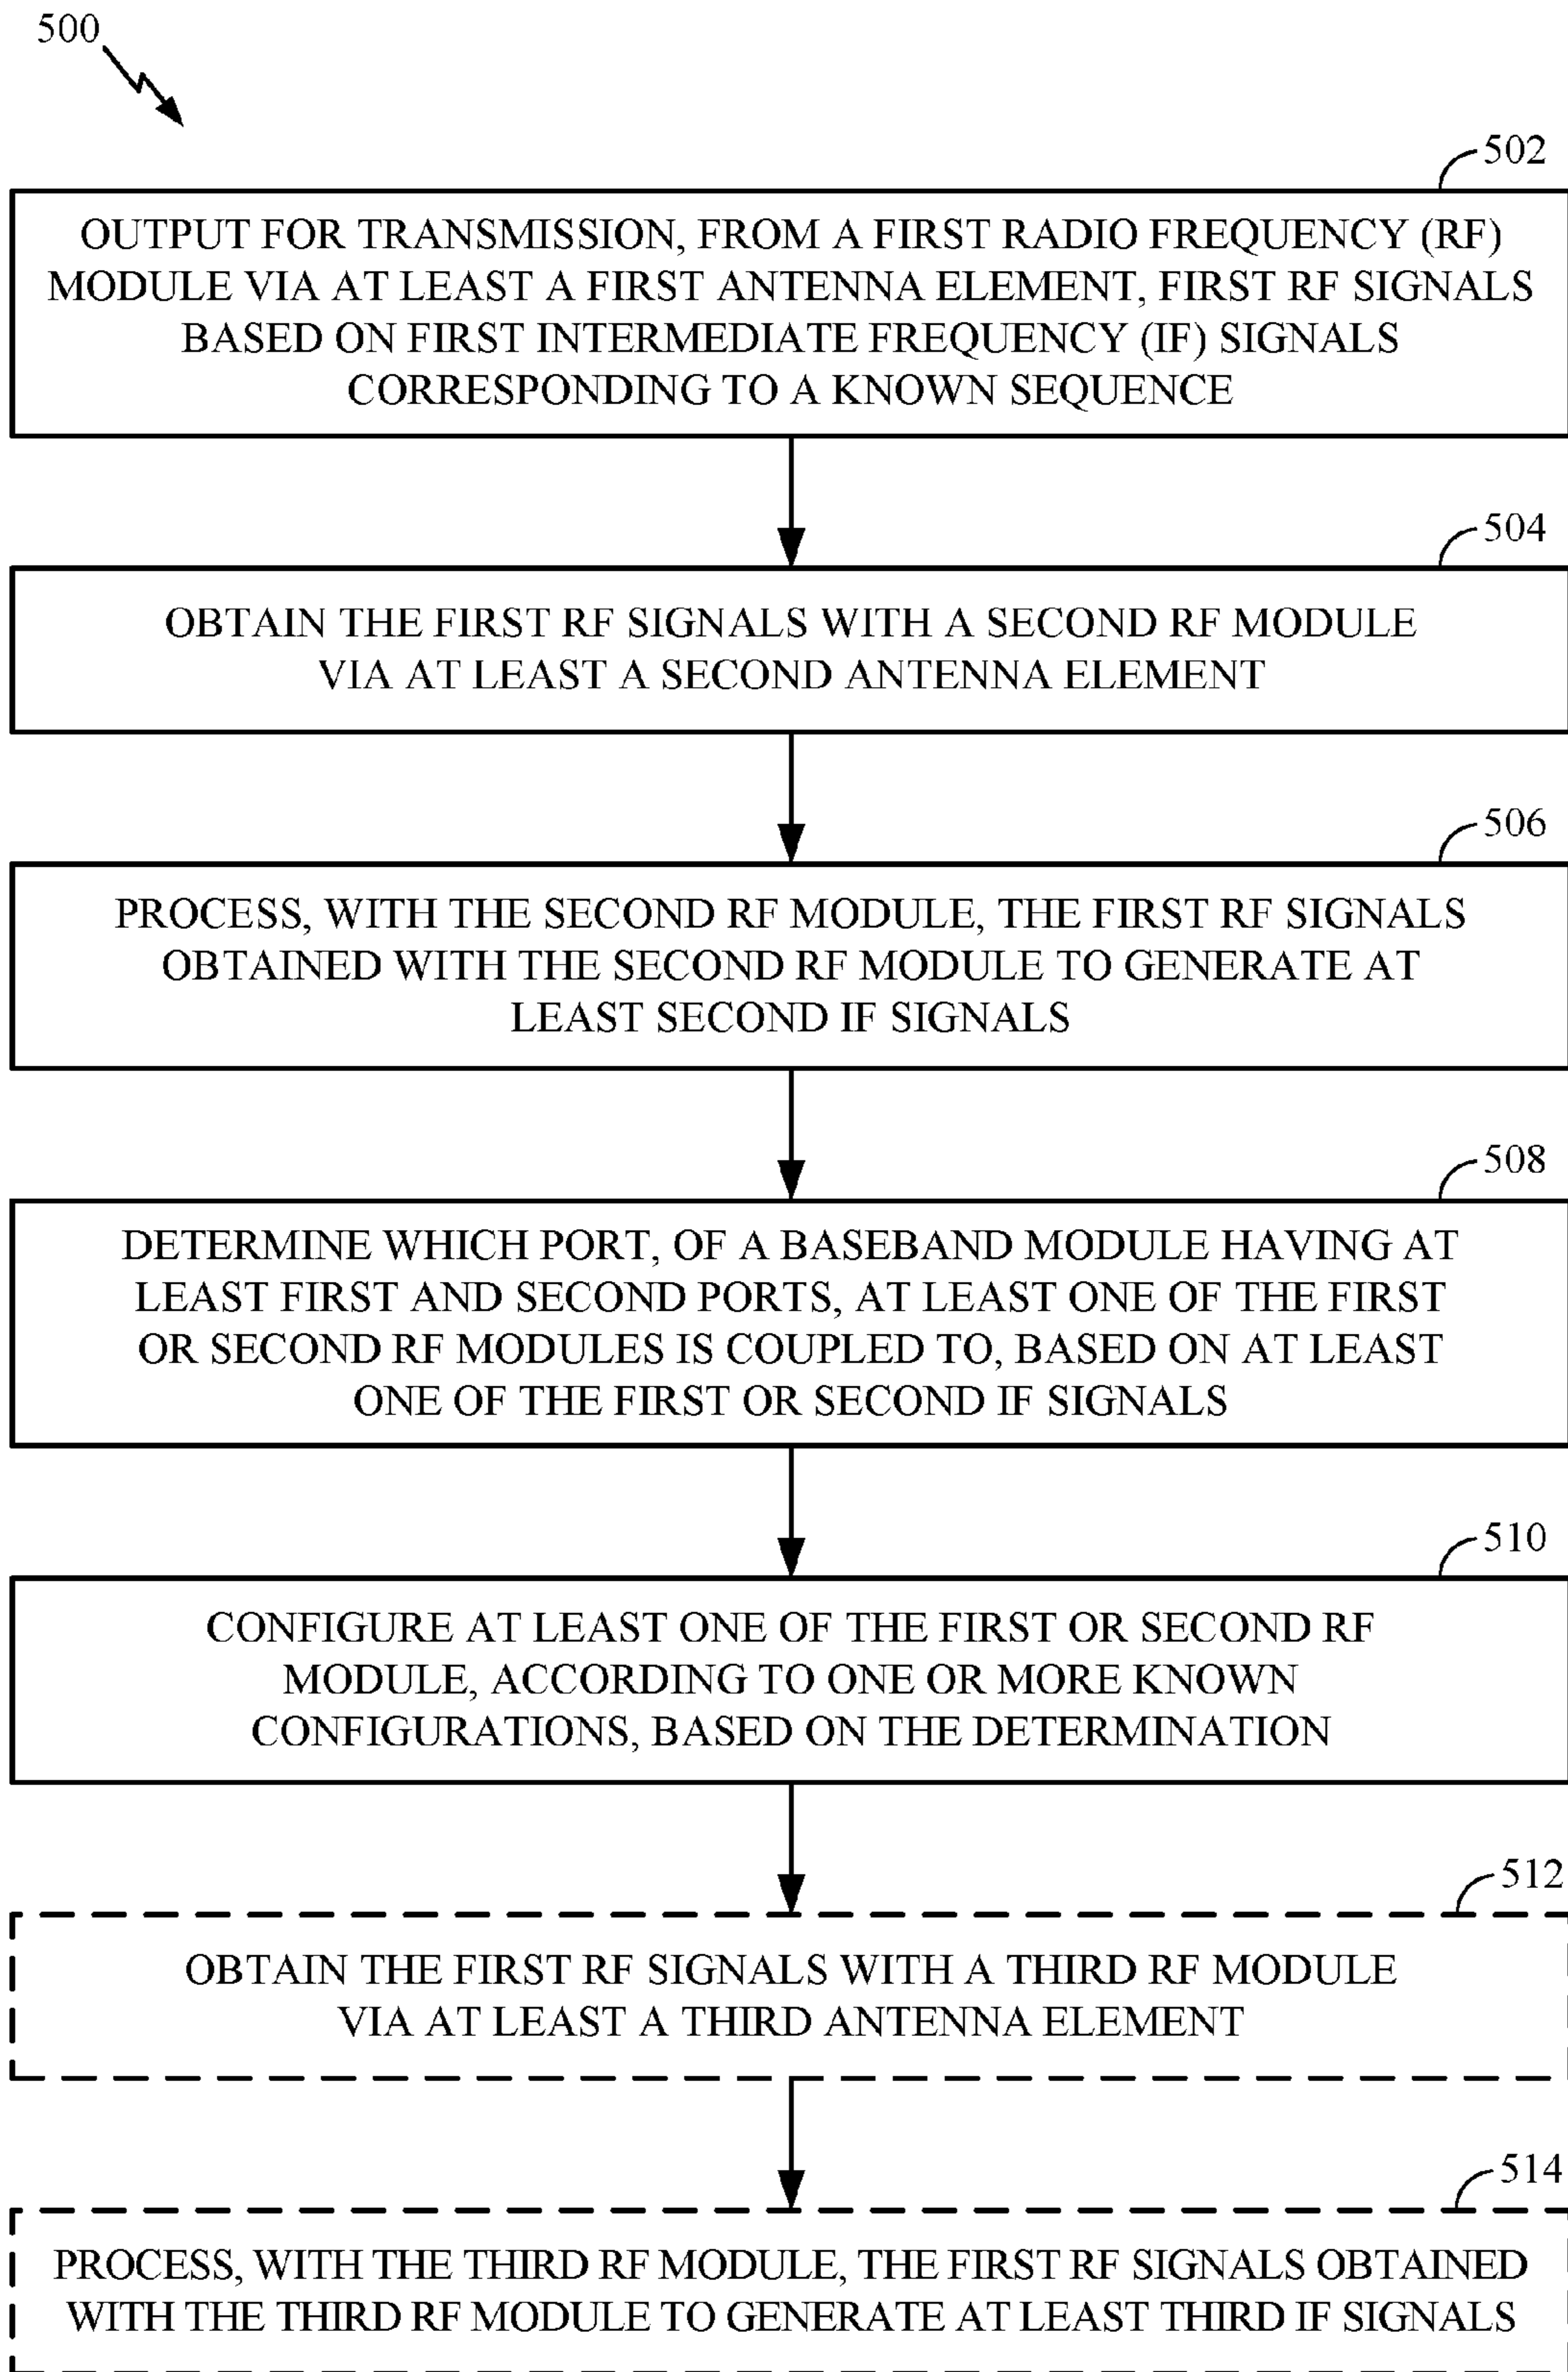 500
502
OUTPUT FOR TRANSMISSION, FROM A FIRST RADIO FREQUENCY (RF)
MODULE VIA AT LEAST A FIRST ANTENNA ELEMENT, FIRST RF SIGNALS
BASED ON FIRST INTERMEDIATE FREQUENCY (IF) SIGNALS
CORRESPONDING TO A KNOWN SEQUENCE
504
OBTAIN THE FIRST RF SIGNALS WITH A SECOND RF MODULE
VIA AT LEAST A SECOND ANTENNA ELEMENT
506
PROCESS, WITH THE SECOND RF MODULE, THE FIRST RF SIGNALS
OBTAINED WITH THE SECOND RF MODULE TO GENERATE AT
LEAST SECOND IF SIGNALS
508
DETERMINE WHICH PORT, OF A BASEBAND MODULE HAVING AT
LEAST FIRST AND SECOND PORTS, AT LEAST ONE OF THE FIRST
OR SECOND RF MODULES IS COUPLED TO, BASED ON AT LEAST
ONE OF THE FIRST OR SECOND IF SIGNALS
510
CONFIGURE AT LEAST ONE OF THE FIRST OR SECOND RF
MODULE, ACCORDING TO ONE OR MORE KNOWN
CONFIGURATIONS, BASED ON THE DETERMINATION
512
OBTAIN THE FIRST RF SIGNALS WITH A THIRD RF MODULE
VIA AT LEAST A THIRD ANTENNA ELEMENT
514
PROCESS, WITH THE THIRD RF MODULE, THE FIRST RF SIGNALS OBTAINED
WITH THE THIRD RF MODULE TO GENERATE AT LEAST THIRD IF SIGNALS